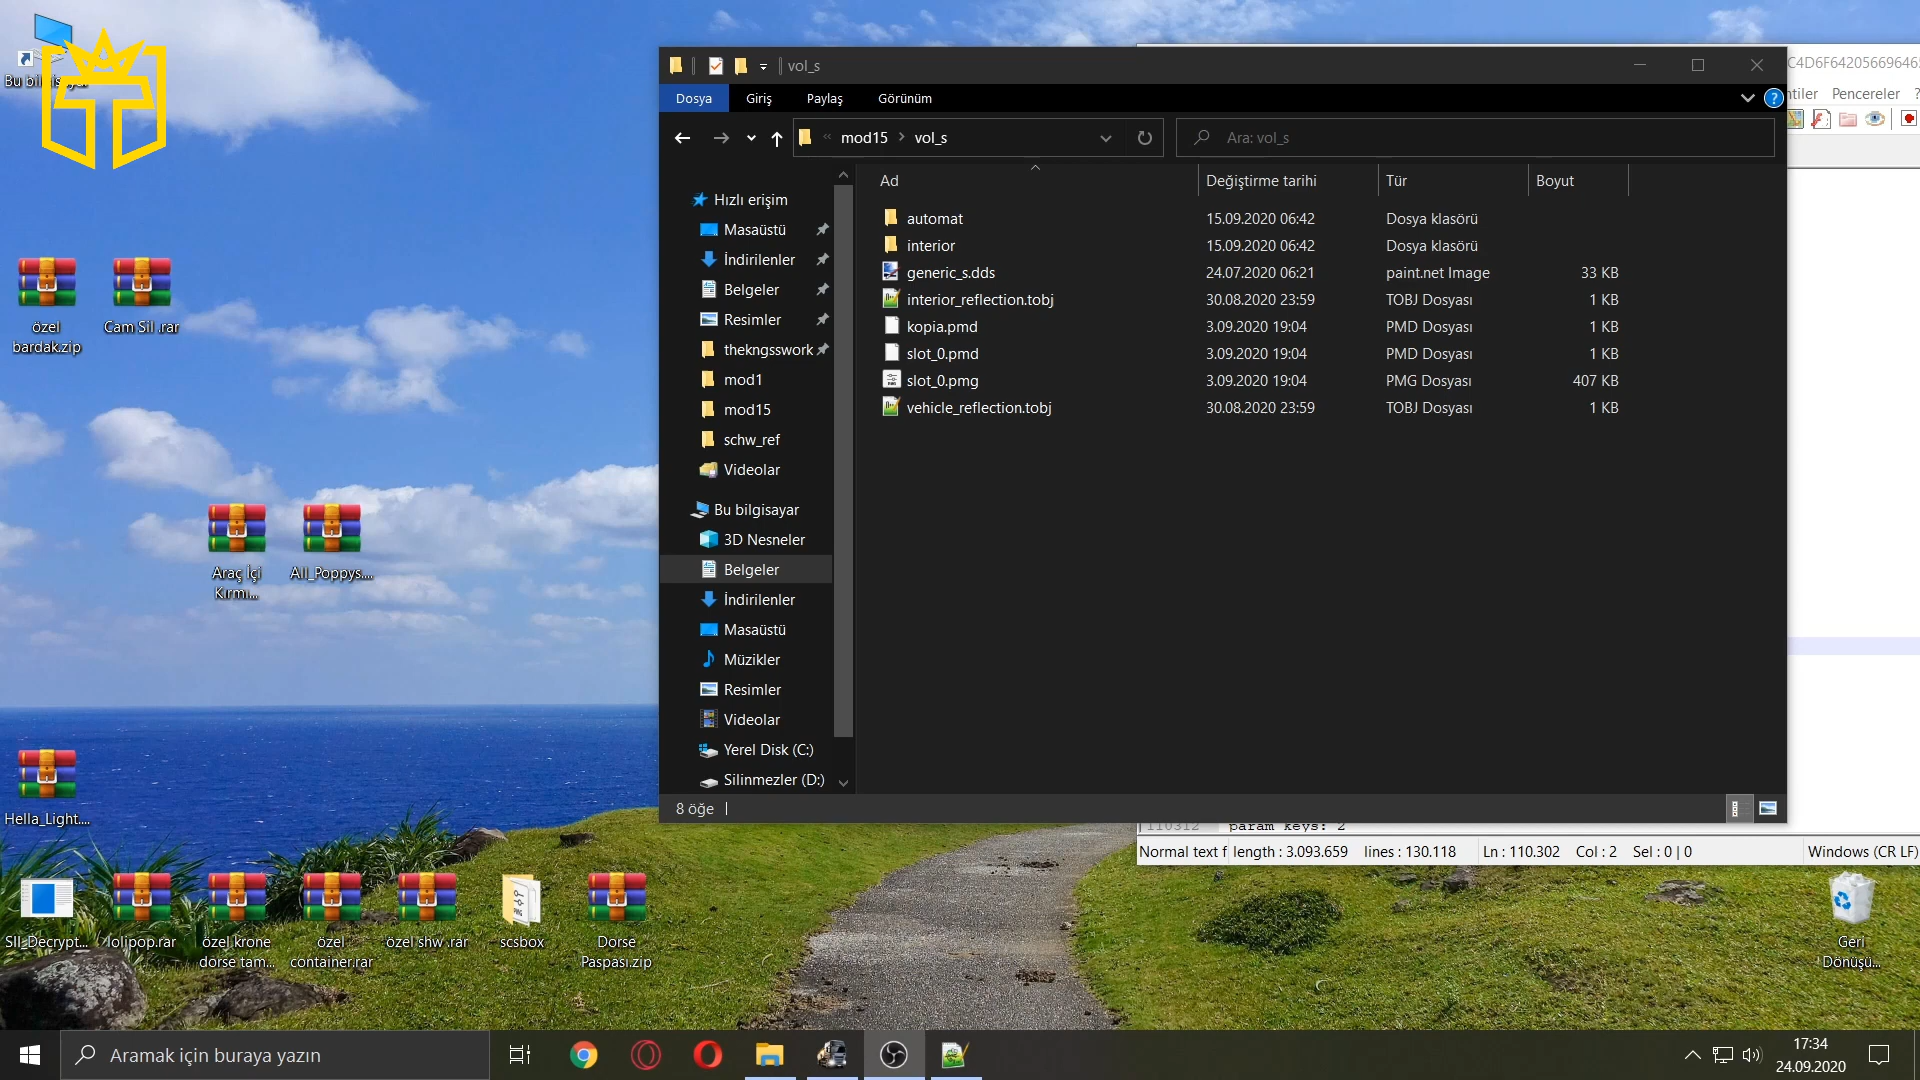 vol_s
Dosya
Giriş
Paylaş
Görünüm
mod15
vol_s
Ara: vol_s
Ad
Değiştirme tarihi
Tür
Boyut
automat
15.09.2020 06:42
Dosya klasörü
interior
15.09.2020 06:42
Dosya klasörü
generic_s.dds
24.07.2020 06:21
paint.net Image
33 KB
interior_reflection.tobj
30.08.2020 23:59
TOBJ Dosyası
1 KB
kopia.pmd
3.09.2020 19:04
PMD Dosyası
1 KB
slot_0.pmd
3.09.2020 19:04
PMD Dosyası
1 KB
slot_0.pmg
3.09.2020 19:04
PMG Dosyası
407 KB
vehicle_reflection.tobj
30.08.2020 23:59
TOBJ Dosyası
1 KB
Hızlı erişim
Masaüstü
İndirilenler
Belgeler
Resimler
thekngsswork
mod1
mod15
schw_ref
Videolar
Bu bilgisayar
3D Nesneler
Belgeler
İndirilenler
Masaüstü
Müzikler
Resimler
Videolar
Yerel Disk (C:)
Silinmezler (D:)
8 öğe
Pencereler
?
110312
param keys: 2
Normal text f
length : 3.093.659
lines : 130.118
Ln : 110.302
Col : 2
Sel : 0 | 0
Windows (CR LF)
özel
bardak.zip
Cam Sil .rar
Araç İçi
Kırmı...
All_Poppys....
Hella_Light....
SII_Decrypt...
lolipop.rar
özel krone
dorse tam...
özel
container.rar
özel shw .rar
scsbox
Dorse
Paspası.zip
Geri
Dönüşü...
Aramak için buraya yazın
17:34
24.09.2020